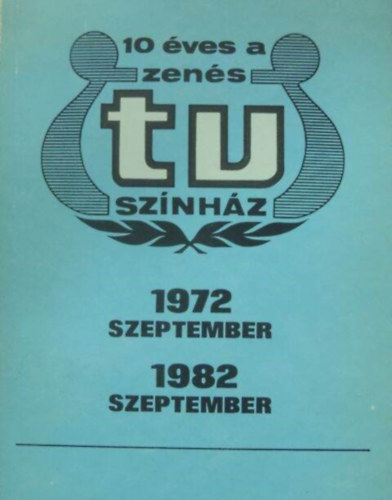 10 éves a
zenés
tv
SZÍNHÁZ
1972
SZEPTEMBER
1982
SZEPTEMBER